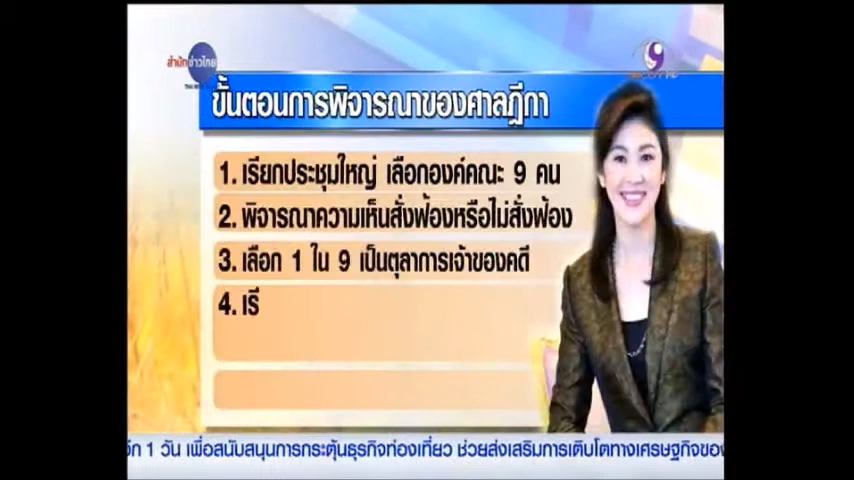 สำนักข่าวไทย
ขั้นตอนการพิจารณาของศาลฎีกา
1. เรียกประชุมใหญ่ เลือกองค์คณะ 9 คน
2. พิจารณาความเห็นสั่งฟ้องหรือไม่สั่งฟ้อง
3. เลือก 1 ใน 9 เป็นตุลาการเจ้าของคดี
4. เรี
อีก 1 วัน เพื่อสนับสนุนการกระตุ้นธุรกิจท่องเที่ยว ช่วยส่งเสริมการเติบโตทางเศรษฐกิจของ